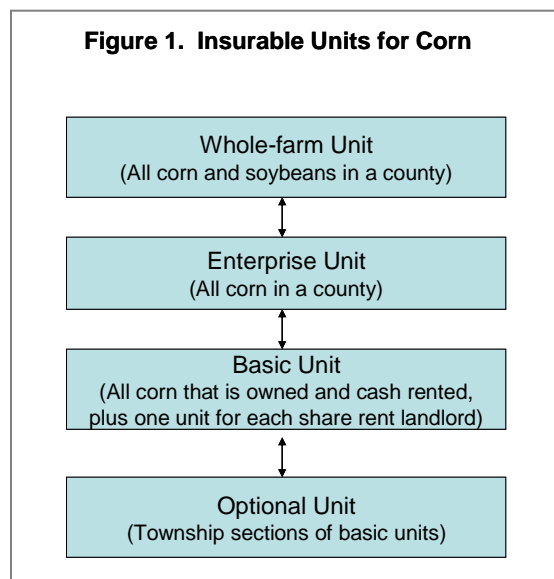 Figure 1. Insurable Units for Corn
Whole-farm Unit
(All corn and soybeans in a county)
Enterprise Unit
(All corn in a county)
Basic Unit
(All corn that is owned and cash rented,
plus one unit for each share rent landlord)
Optional Unit
(Township sections of basic units)